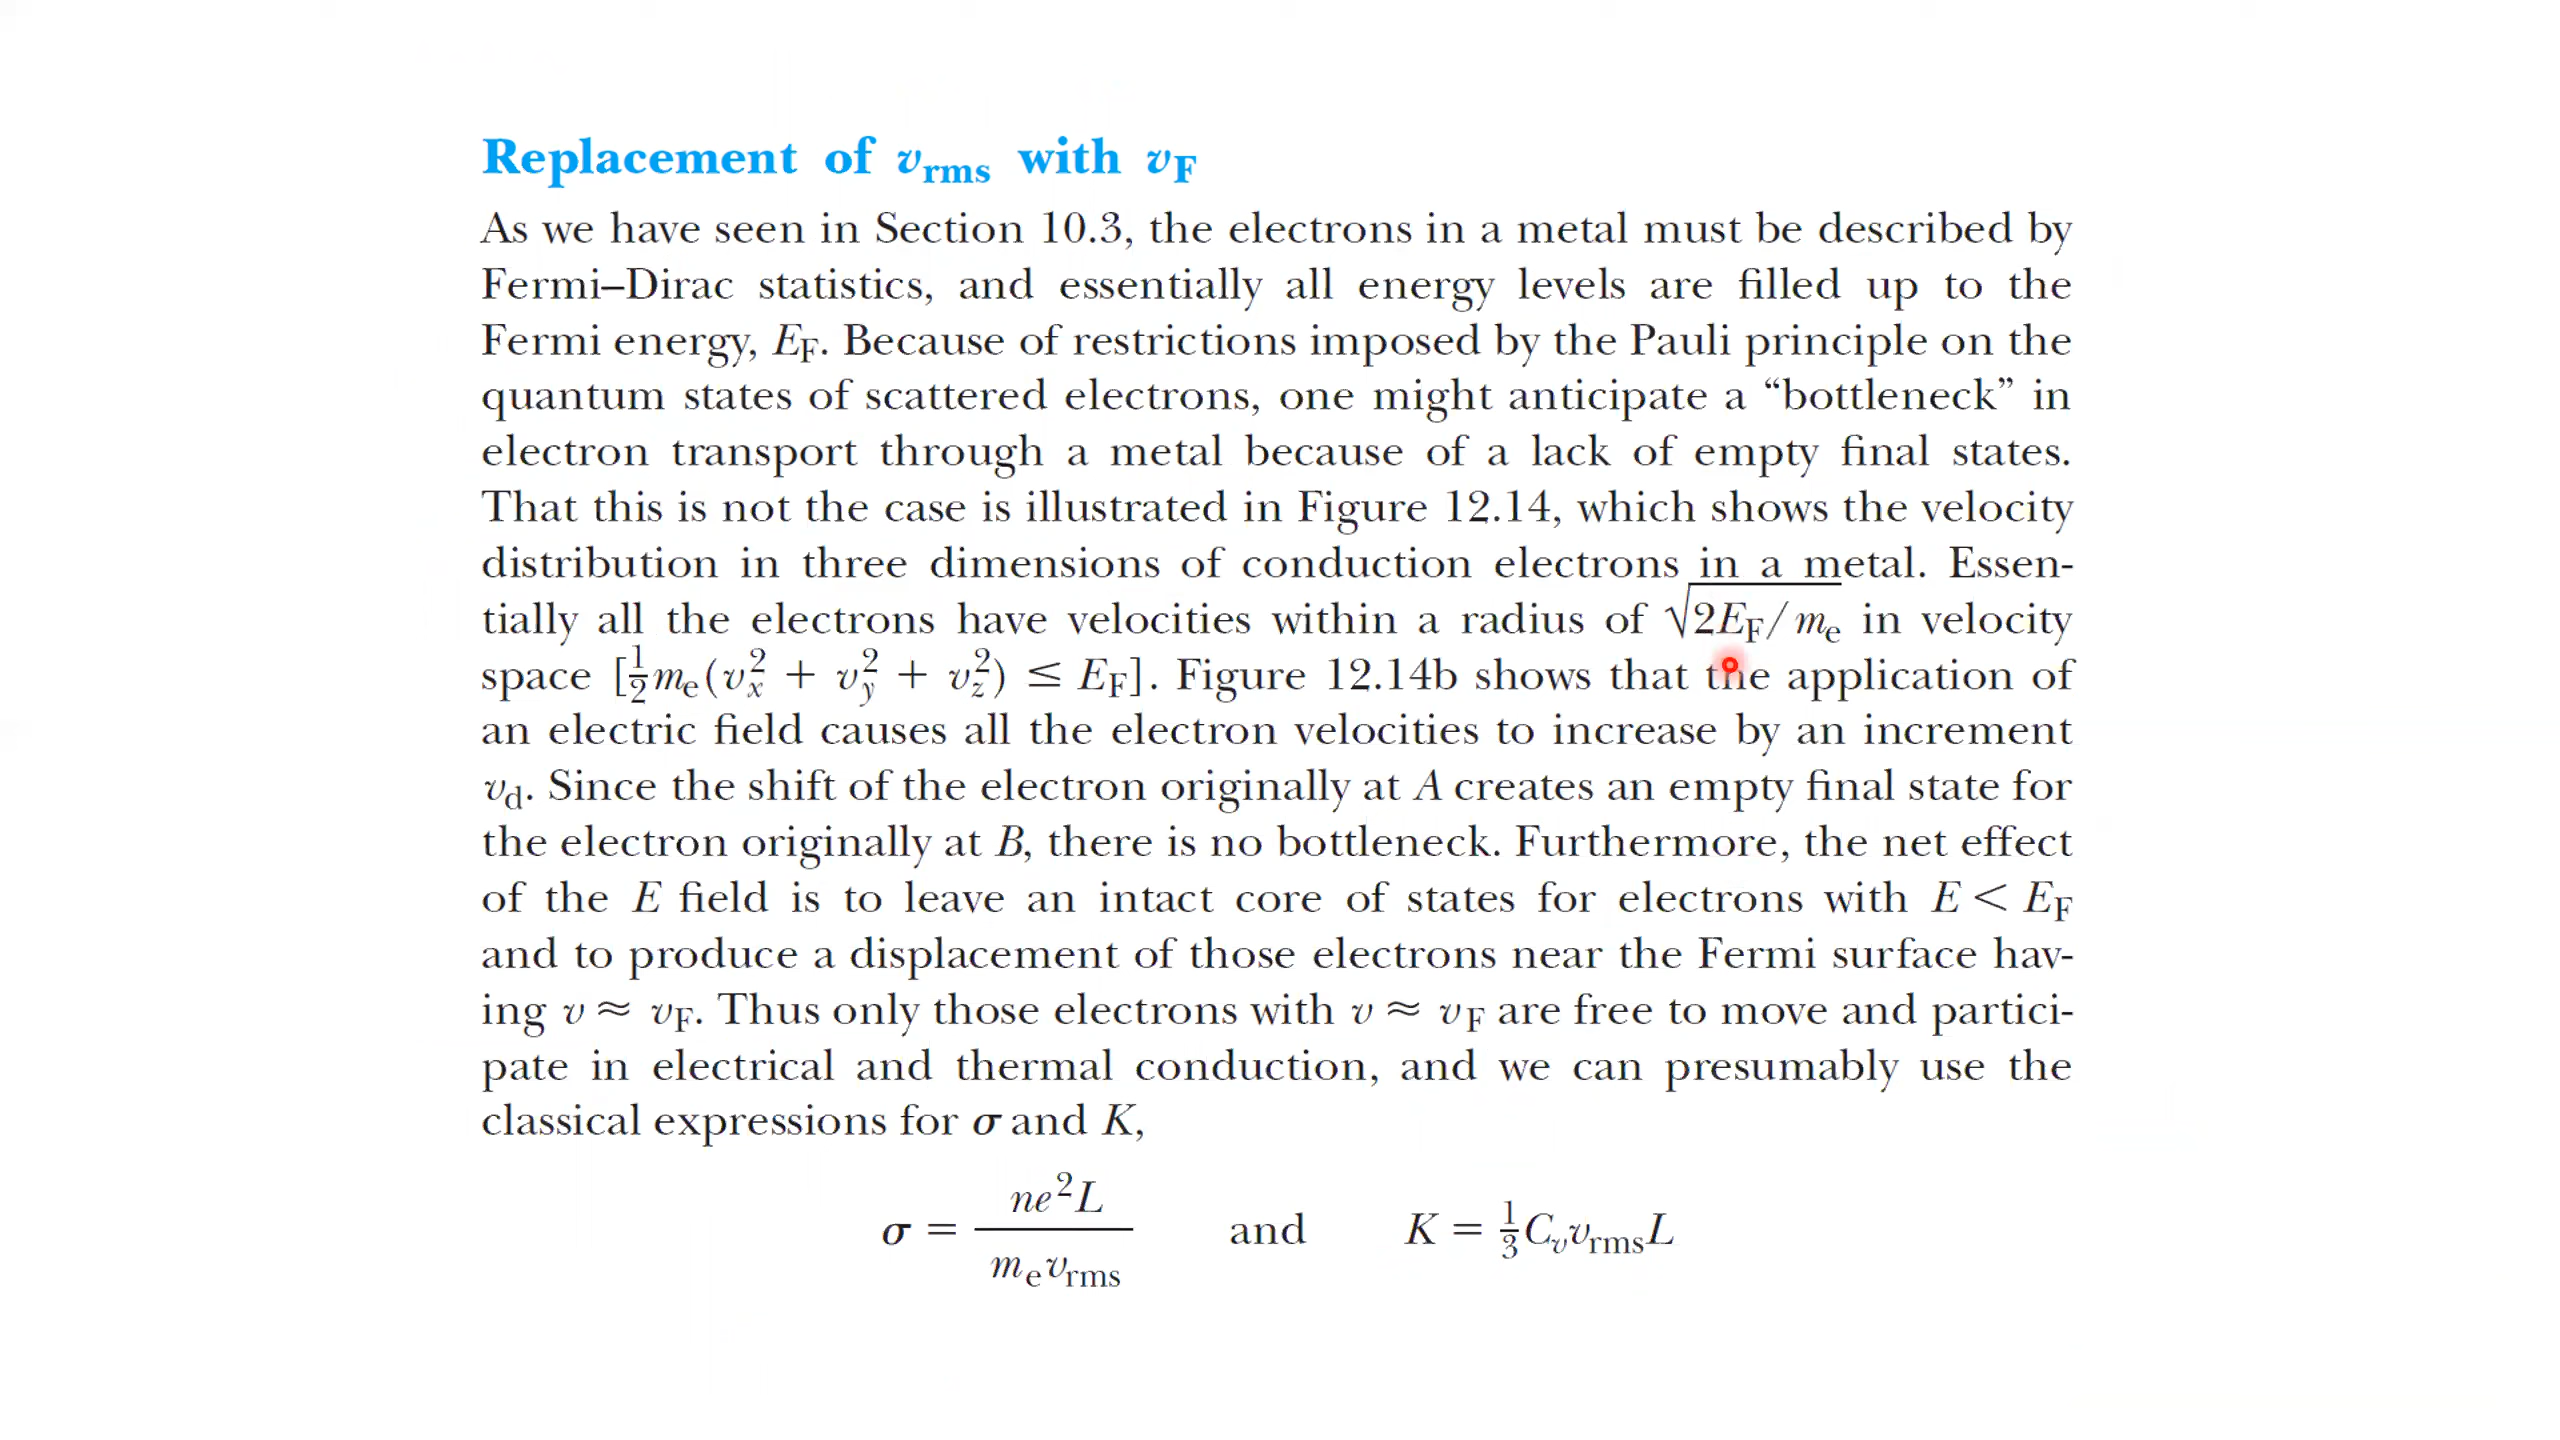 Replacement of v_rms with v_F
As we have seen in Section 10.3, the electrons in a metal must be described by
Fermi–Dirac statistics, and essentially all energy levels are filled up to the
Fermi energy, E_F. Because of restrictions imposed by the Pauli principle on the
quantum states of scattered electrons, one might anticipate a “bottleneck” in
electron transport through a metal because of a lack of empty final states.
That this is not the case is illustrated in Figure 12.14, which shows the velocity
distribution in three dimensions of conduction electrons in a metal. Essen-
tially all the electrons have velocities within a radius of √(2E_F/m_e) in velocity
space [½m_e(v_x² + v_y² + v_z²) ≤ E_F]. Figure 12.14b shows that the application of
an electric field causes all the electron velocities to increase by an increment
v_d. Since the shift of the electron originally at A creates an empty final state for
the electron originally at B, there is no bottleneck. Furthermore, the net effect
of the E field is to leave an intact core of states for electrons with E < E_F
and to produce a displacement of those electrons near the Fermi surface hav-
ing v ≈ v_F. Thus only those electrons with v ≈ v_F are free to move and partici-
pate in electrical and thermal conduction, and we can presumably use the
classical expressions for σ and K,
σ = ne²L / m_e v_rms and K = ⅓C_v v_rms L